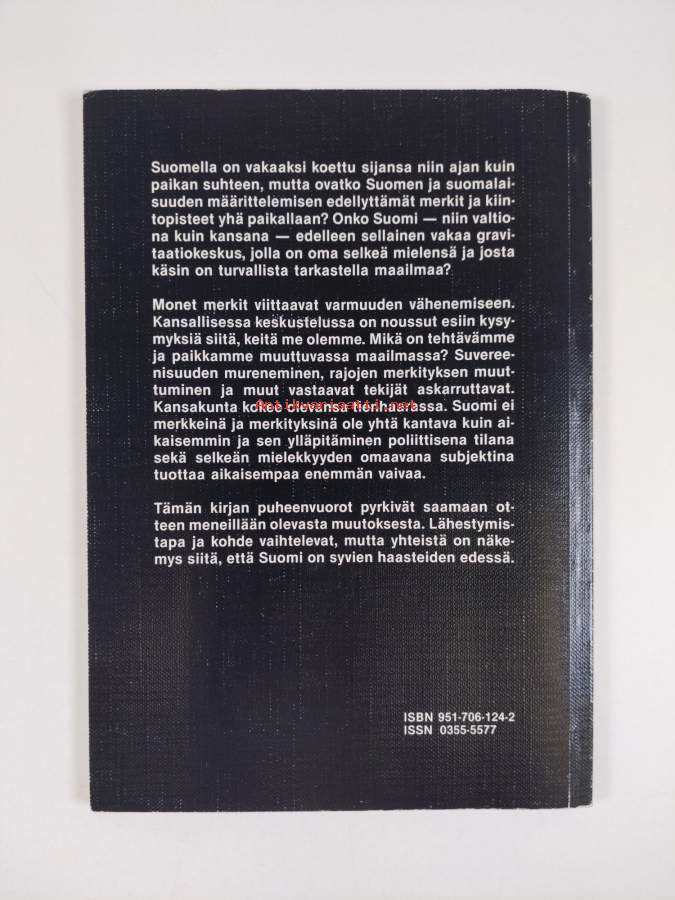 Suomella on vakaaksi koettu sijansa niin ajan kuin
paikan suhteen, mutta ovatko Suomen ja suomalai-
suuden määrittelemisen edellyttämät merkit ja kiin-
topisteet yhä paikallaan? Onko Suomi — niin valtio-
na kuin kansana — edelleen sellainen vakaa gravi-
taatiokeskus, jolla on oma selkeä mielensä ja josta
käsin on turvallista tarkastella maailmaa?
Monet merkit viittaavat varmuuden vähenemiseen.
Kansallisessa keskustelussa on noussut esiin kysy-
myksiä siitä, keitä me olemme. Mikä on tehtävämme
ja paikkamme muuttuvassa maailmassa? Suveree-
nisuuden mureneminen, rajojen merkityksen muut-
tuminen ja muut vastaavat tekijät askarruttavat.
Antikvariaatti.net
Kansakunta kokee olevansa tienhaarassa. Suomi ei
merkkeinä ja merkityksinä ole yhtä kantava kuin ai-
kaisemmin ja sen ylläpitäminen poliittisena tilana
sekä selkeän mielekkyyden omaavana subjektina
tuottaa aikaisempaa enemmän vaivaa.
Tämän kirjan puheenvuorot pyrkivät saamaan ot-
teen meneillään olevasta muutoksesta. Lähestymis-
tapa ja kohde vaihtelevat, mutta yhteistä on näke-
mys siitä, että Suomi on syvien haasteiden edessä.
ISBN 951-706-124-2
ISSN 0355-5577